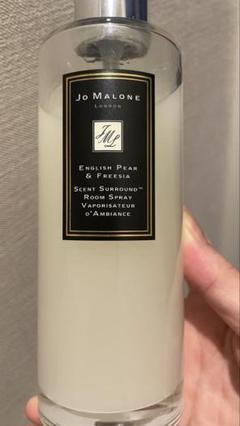 JO MALONE
LONDON
JML
ENGLISH PEAR
& FREESIA
SCENT SURROUND™
ROOM SPRAY
VAPORISATEUR
D'AMBIANCE